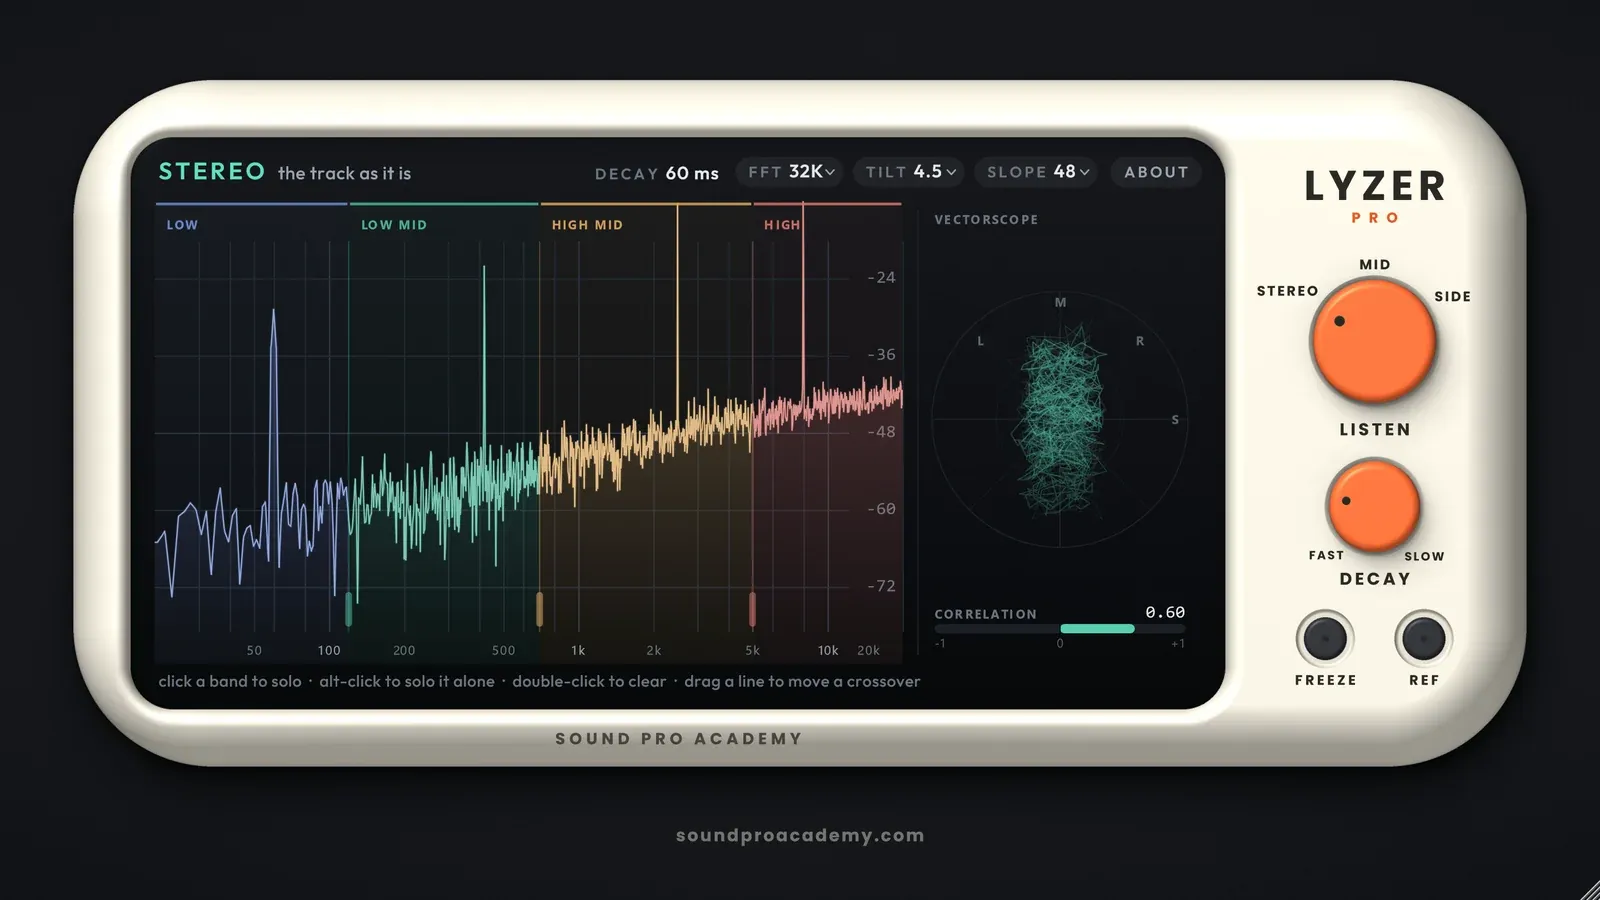 STEREO the track as it is
DECAY 60 ms FFT 32K TILT 4.5 SLOPE 48 ABOUT
LOW
LOW MID
HIGH MID
HIGH
-24
-36
-48
-60
-72
50 100 200 500 1k 2k 5k 10k 20k
click a band to solo · alt-click to solo it alone · double-click to clear · drag a line to move a crossover
VECTORSCOPE
M
L
R
S
CORRELATION 0.60
-1 0 +1
LYZER
PRO
MID
STEREO
SIDE
LISTEN
FAST SLOW
DECAY
FREEZE REF
SOUND PRO ACADEMY
soundproacademy.com